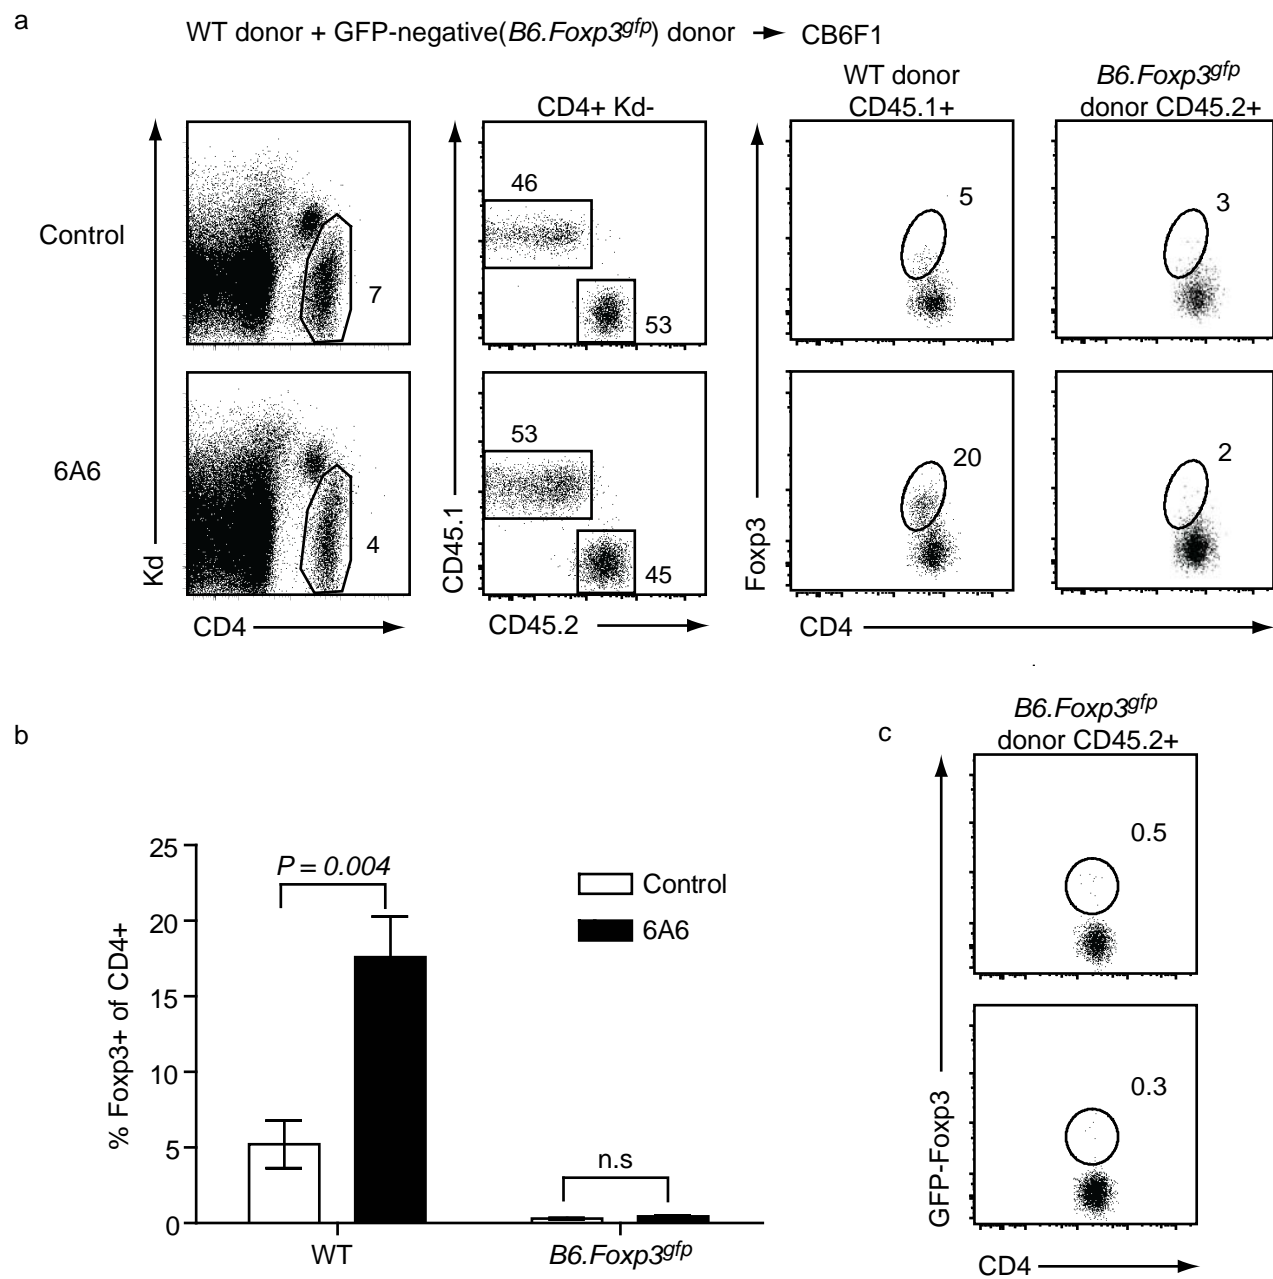 a
WT donor + GFP-negative(B6.Foxp3gfp) donor → CB6F1
WT donor
CD45.1+
B6.Foxp3gfp
donor CD45.2+
CD4+ Kd-
Control
7
46
53
5
3
6A6
4
53
45
20
2
Kd
CD45.1
Foxp3
CD4
CD45.2
CD4
b
P = 0.004
Control
6A6
n.s
% Foxp3+ of CD4+
25
20
15
10
5
0
WT
B6.Foxp3gfp
c
B6.Foxp3gfp
donor CD45.2+
0.5
0.3
GFP-Foxp3
CD4